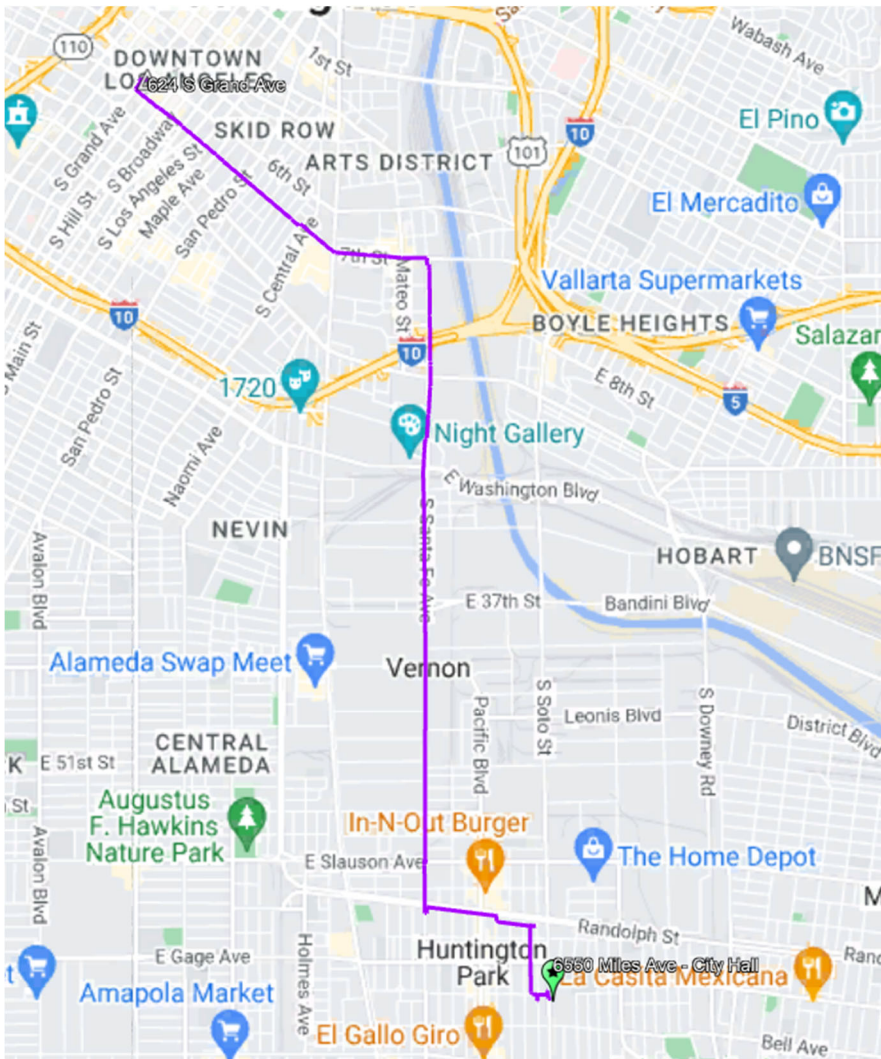 110
DOWNTOWN
LOS ANGELES
624 S Grand Ave
1st St
Wabash Ave
El Pino
10
101
SKID ROW
ARTS DISTRICT
S Grand Ave
S Broadway
6th St
El Mercadito
S Hill St
S Los Angeles St
Maple Ave
San Pedro St
S Central Ave
7th St
Mateo St
Vallarta Supermarkets
10
BOYLE HEIGHTS
Salazar
S Main St
10
1720
E 8th St
5
San Pedro St
Night Gallery
Naomi Ave
E Washington Blvd
NEVIN
HOBART
BNSF
Avalon Blvd
S Santa Fe Ave
E 37th St
Bandini Blvd
Alameda Swap Meet
Vernon
Pacific Blvd
S Soto St
Leonis Blvd
S Downey Rd
District Blvd
CENTRAL
ALAMEDA
K
E 51st St
St
Augustus
F. Hawkins
Nature Park
In-N-Out Burger
Avalon Blvd
E Slauson Ave
The Home Depot
M
Randolph St
E Gage Ave
Holmes Ave
Huntington
Park
6550 Miles Ave - City Hall
La Casita Mexicana
Amapola Market
El Gallo Giro
Bell Ave